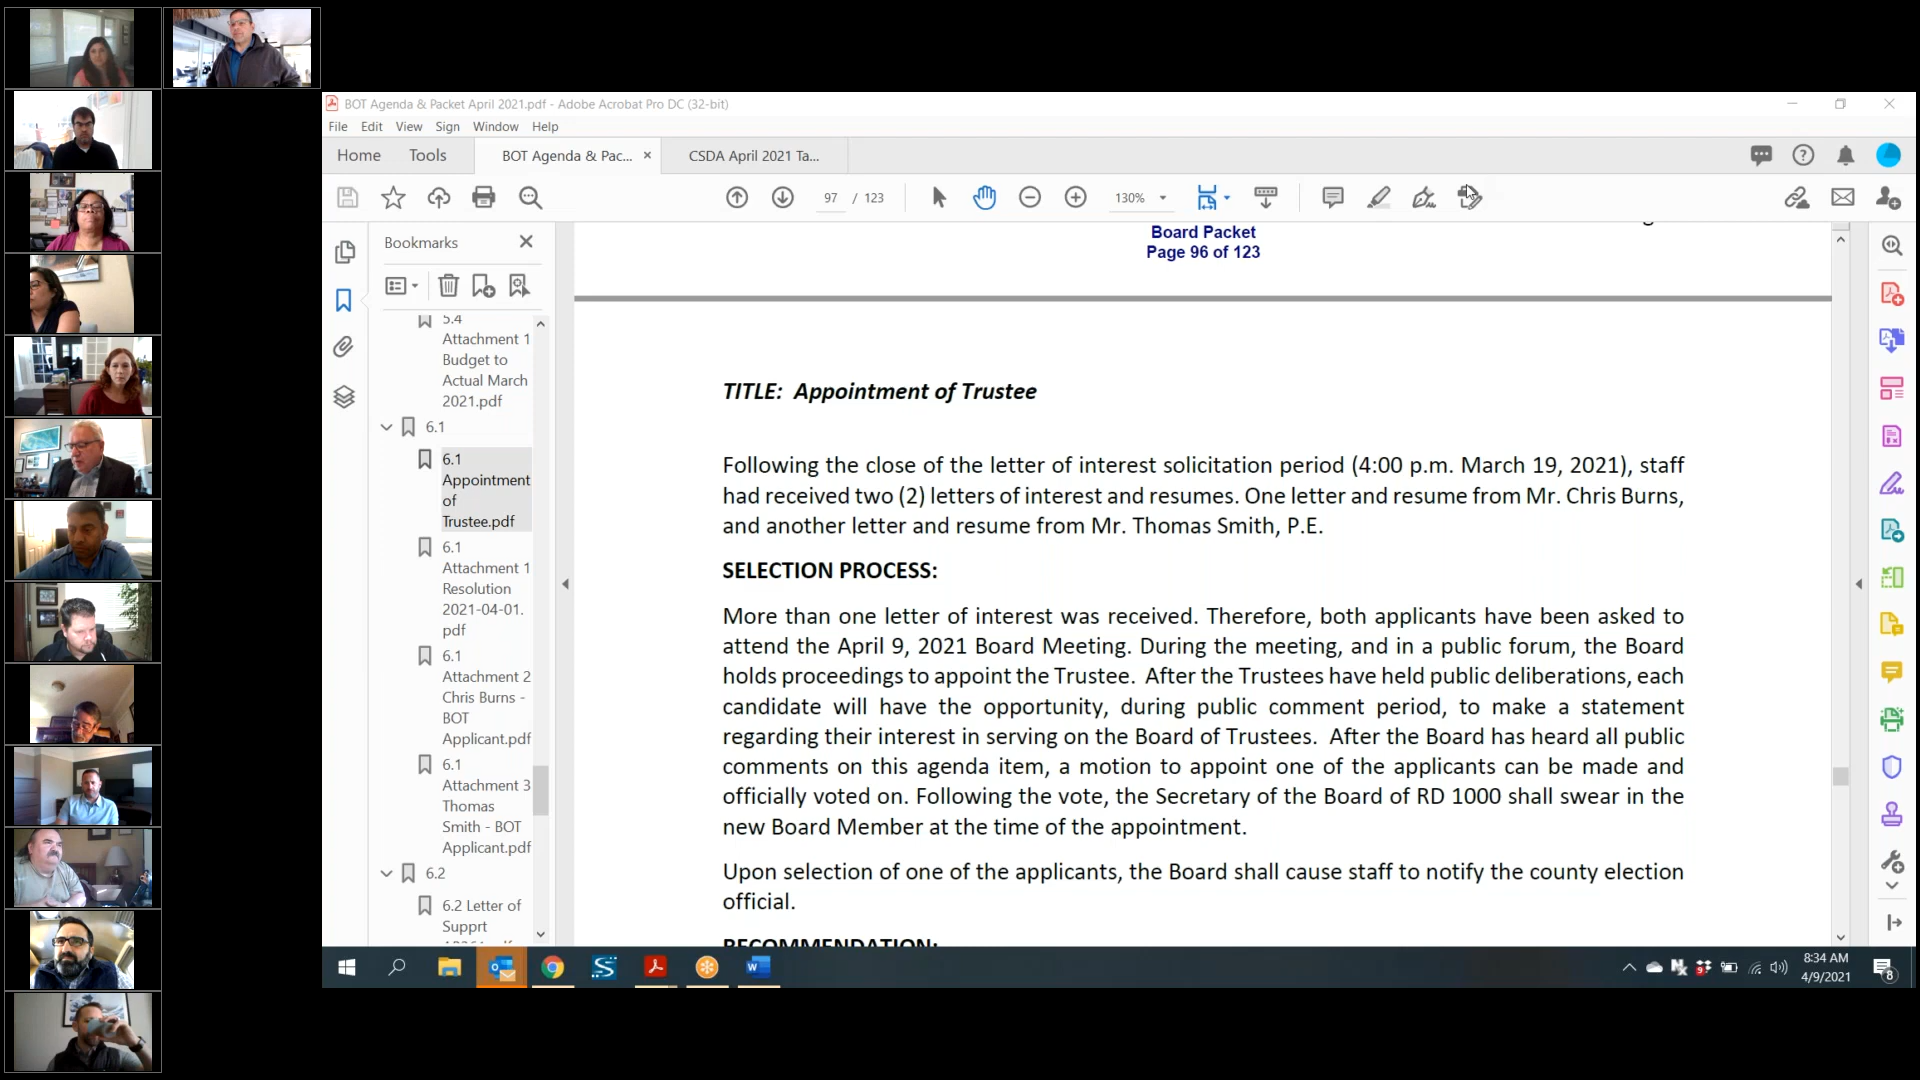 BOT Agenda & Packet April 2021.pdf - Adobe Acrobat Pro DC (32-bit)
File Edit View Sign Window Help
Home Tools BOT Agenda & Pac... × CSDA April 2021 Ta...
97 / 123 130%
Bookmarks
5.4
Attachment 1
Budget to
Actual March
2021.pdf
6.1
6.1
Appointment
of
Trustee.pdf
6.1
Attachment 1
Resolution
2021-04-01.
pdf
6.1
Attachment 2
Chris Burns -
BOT
Applicant.pdf
6.1
Attachment 3
Thomas
Smith - BOT
Applicant.pdf
6.2
6.2 Letter of
Supprt
Board Packet
Page 96 of 123
TITLE: Appointment of Trustee
Following the close of the letter of interest solicitation period (4:00 p.m. March 19, 2021), staff
had received two (2) letters of interest and resumes. One letter and resume from Mr. Chris Burns,
and another letter and resume from Mr. Thomas Smith, P.E.
SELECTION PROCESS:
More than one letter of interest was received. Therefore, both applicants have been asked to
attend the April 9, 2021 Board Meeting. During the meeting, and in a public forum, the Board
holds proceedings to appoint the Trustee. After the Trustees have held public deliberations, each
candidate will have the opportunity, during public comment period, to make a statement
regarding their interest in serving on the Board of Trustees. After the Board has heard all public
comments on this agenda item, a motion to appoint one of the applicants can be made and
officially voted on. Following the vote, the Secretary of the Board of RD 1000 shall swear in the
new Board Member at the time of the appointment.
Upon selection of one of the applicants, the Board shall cause staff to notify the county election
official.
RECOMMENDATION:
8:34 AM
4/9/2021
8